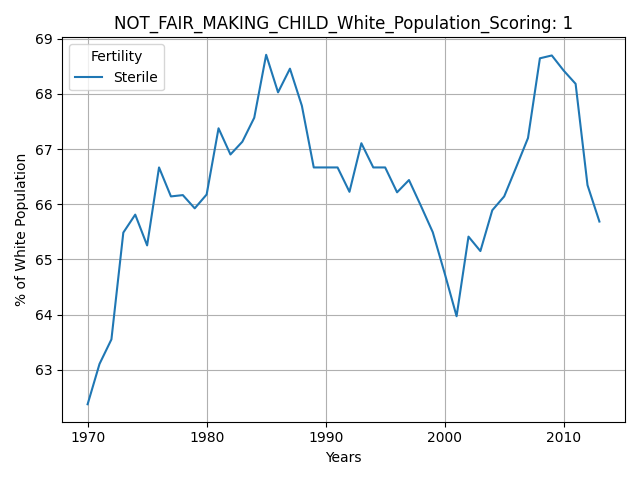 NOT_FAIR_MAKING_CHILD_White_Population_Scoring: 1
Fertility
Sterile
% of White Population
69
68
67
66
65
64
63
1970 1980 1990 2000 2010
Years